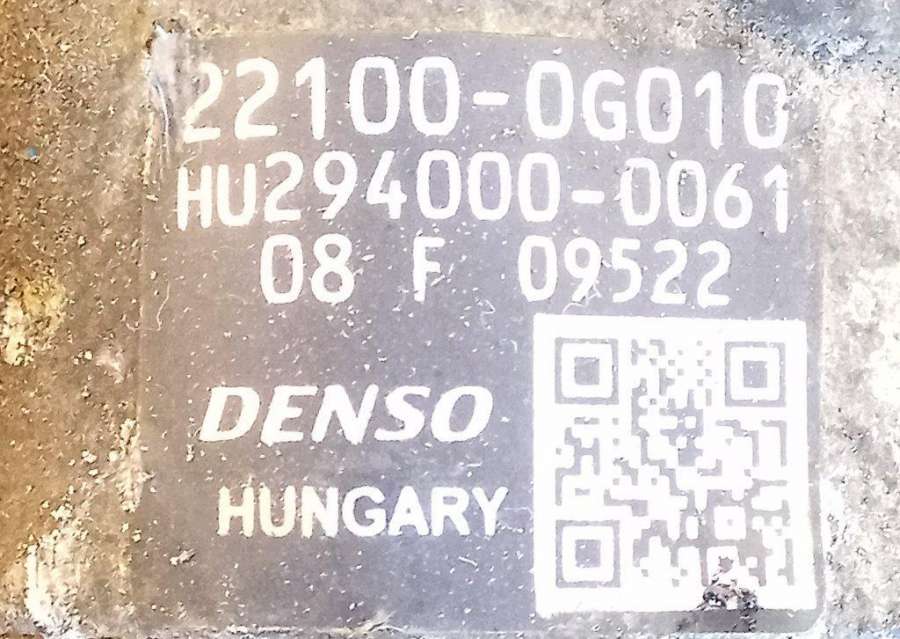 22100-0G010
HU294000-0061
08 F 09522
DENSO
HUNGARY